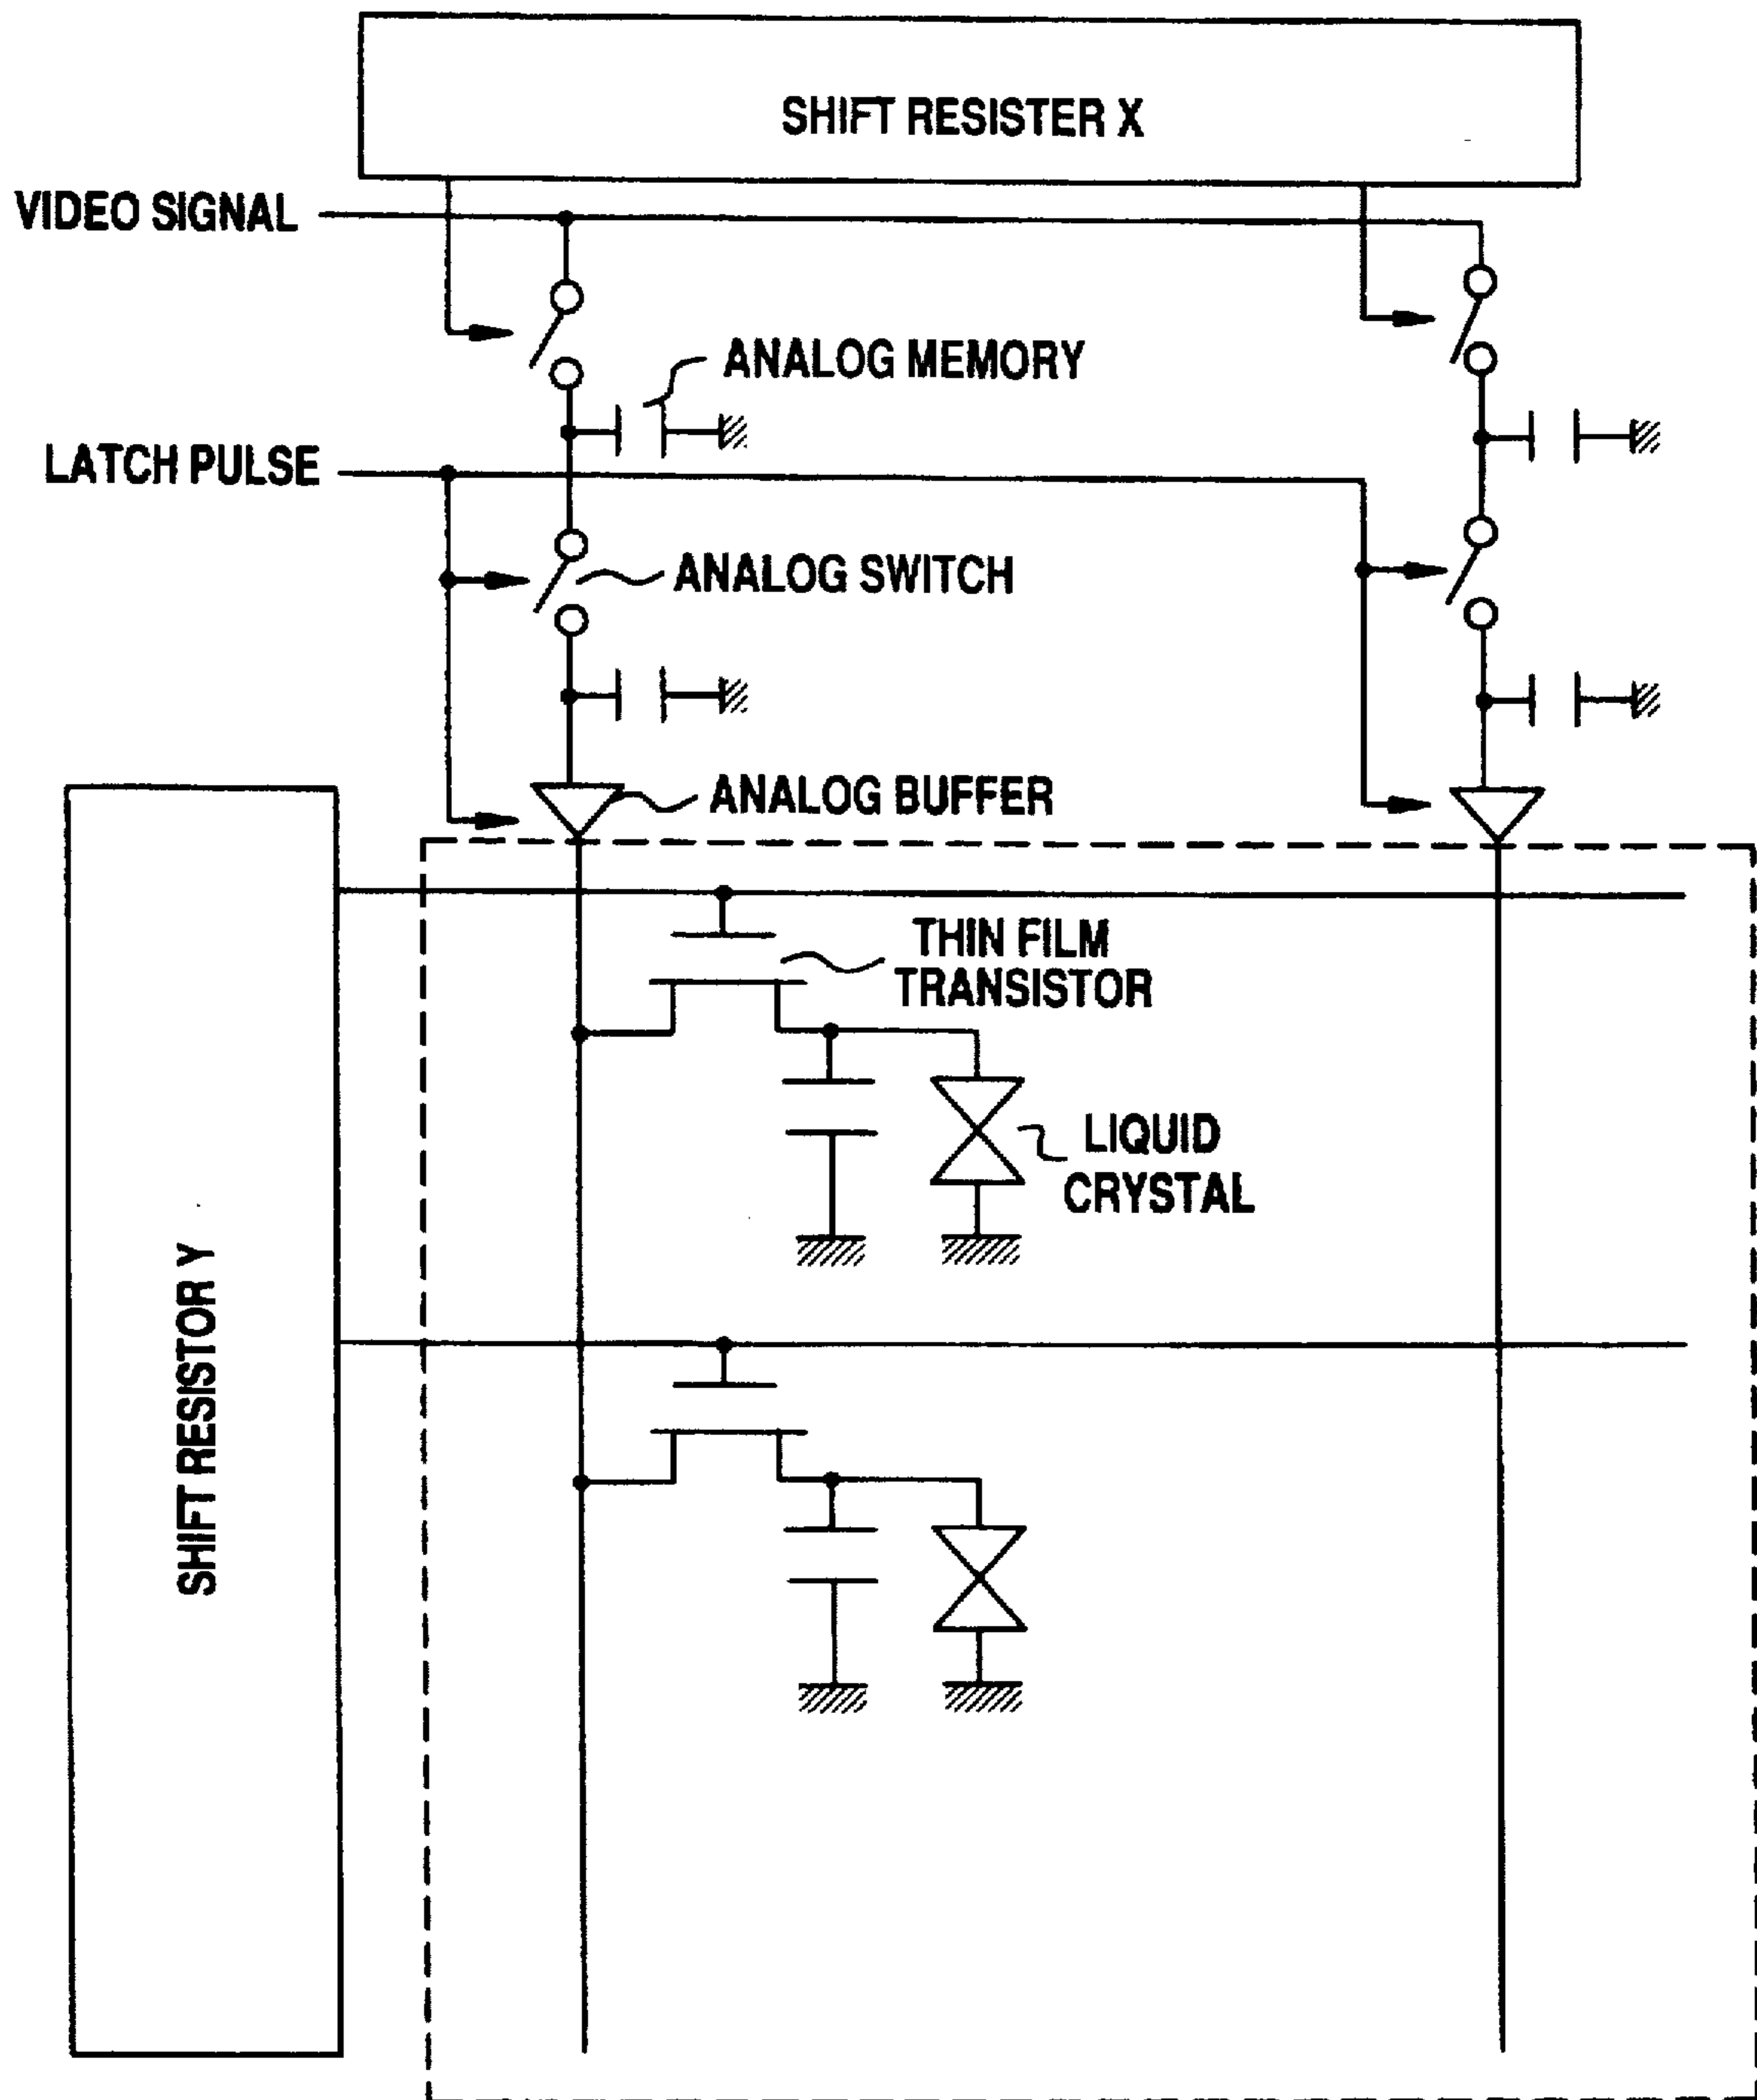 SHIFT RESISTER X
VIDEO SIGNAL
ANALOG MEMORY
LATCH PULSE
ANALOG SWITCH
ANALOG BUFFER
THIN FILM
TRANSISTOR
LIQUID
CRYSTAL
SHIFT RESISTOR Y